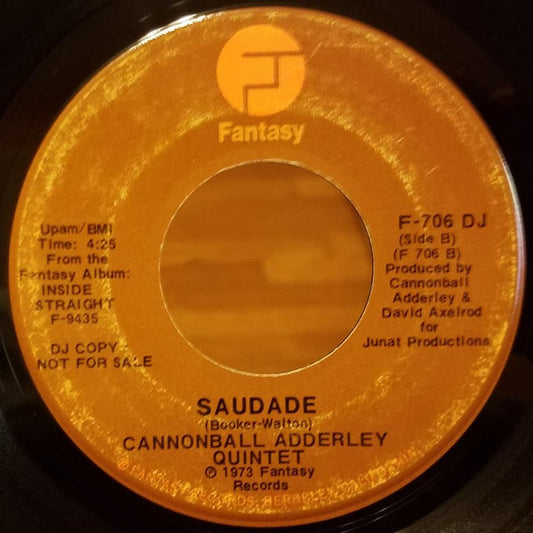 Fantasy
Upam/BMI
Time: 4:25
From the
Fantasy Album:
INSIDE
STRAIGHT
F-9435
DJ COPY -
NOT FOR SALE
F-706 DJ
(Side B)
(F 706 B)
Produced by
Cannonball
Adderley &
David Axelrod
for
Junat Productions
SAUDADE
(Booker-Walton)
CANNONBALL ADDERLEY
QUINTET
℗ 1973 Fantasy
Records
FANTASY RECORDS